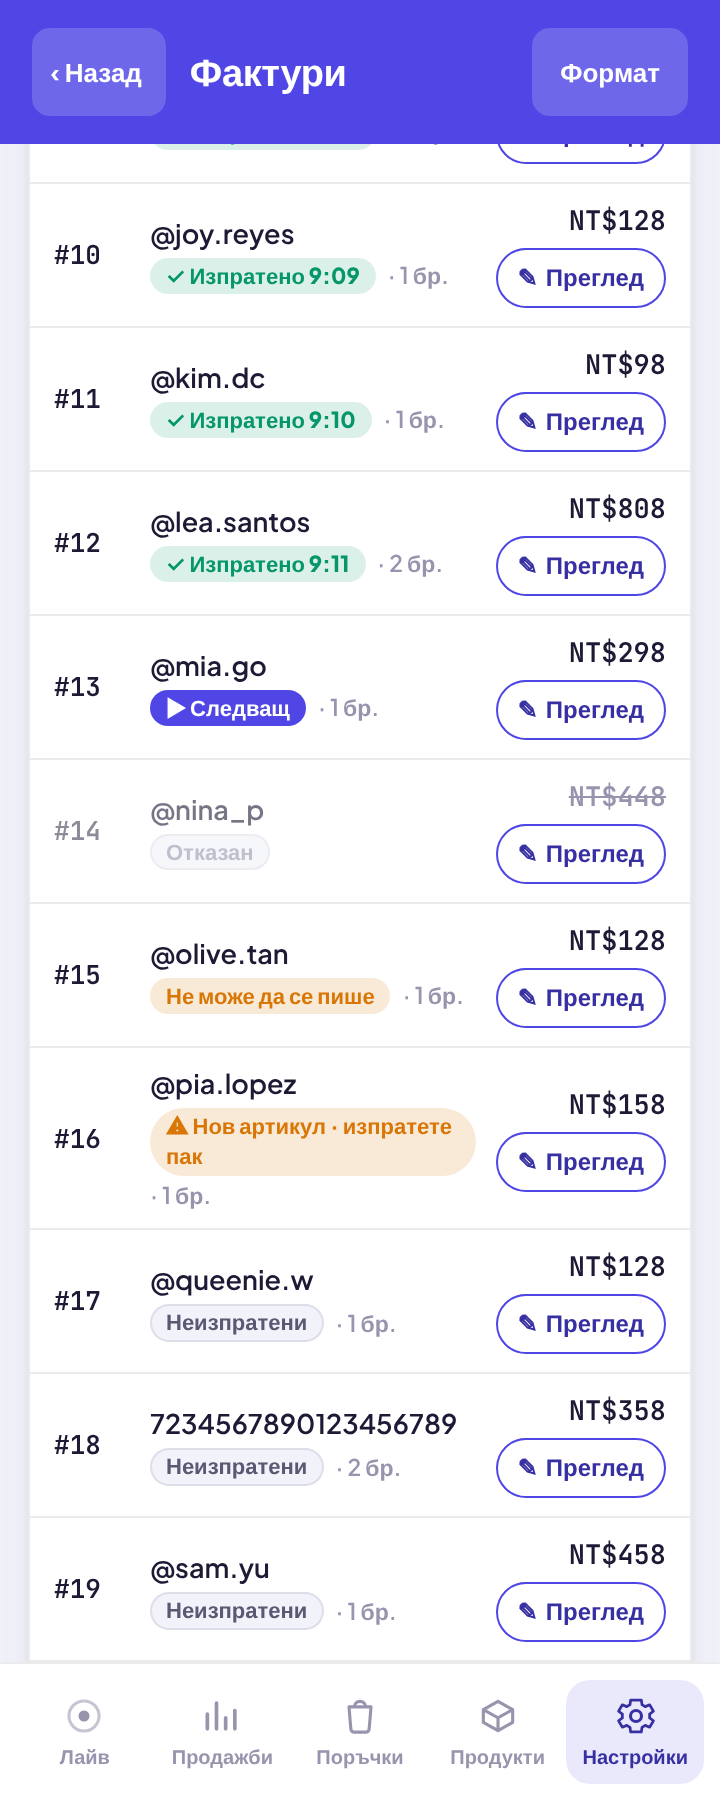 ‹ Назад
Фактури
Формат
#10
@joy.reyes
✓ Изпратено 9:09 · 1 бр.
NT$128
✎ Преглед
#11
@kim.dc
✓ Изпратено 9:10 · 1 бр.
NT$98
✎ Преглед
#12
@lea.santos
✓ Изпратено 9:11 · 2 бр.
NT$808
✎ Преглед
#13
@mia.go
▶ Следващ · 1 бр.
NT$298
✎ Преглед
#14
@nina_p
Отказан
NT$448
✎ Преглед
#15
@olive.tan
Не може да се пише · 1 бр.
NT$128
✎ Преглед
#16
@pia.lopez
⚠ Нов артикул · изпратете
пак
· 1 бр.
NT$158
✎ Преглед
#17
@queenie.w
Неизпратени · 1 бр.
NT$128
✎ Преглед
#18
7234567890123456789
Неизпратени · 2 бр.
NT$358
✎ Преглед
#19
@sam.yu
Неизпратени · 1 бр.
NT$458
✎ Преглед
Лайв
Продажби
Поръчки
Продукти
Настройки